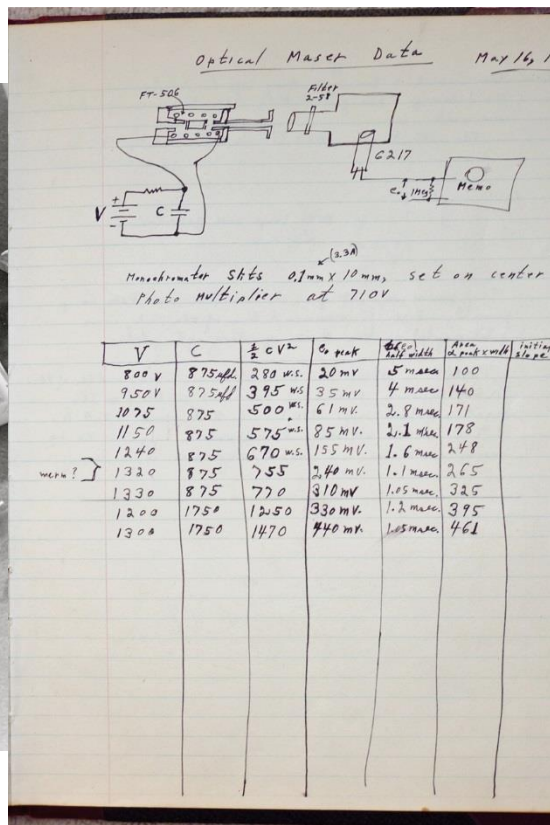 Optical Maser Data May 16, 1
FT-506
Filter
2-58
6217
1Meg
Memo
e₀
V
+
-
C
(3.3A)
Monochromator Slits 0.1mm x 10mm, set on center
Photo Multiplier at 710V
V C ½ CV² e₀ peak half width Area α peak x width initial slope
800 V 875 µfd 280 w.s. 20 mv 5 msec 100
950V 875 µfd 395 w.s 35 mv 4 msec 140
1075 875 500 w.s. 61 mv. 2.8 msec 171
1150 875 575 w.s. 85 mv. 2.1 msec 178
1240 875 670 w.s. 155 mv. 1.6 msec 248
1320 875 755 240 mv. 1.1 msec. 265
1330 875 770 310 mv 1.05 msec. 325
1200 1750 1250 330 mv. 1.2 msec. 395
1300 1750 1470 440 mv. 1.05 msec. 461